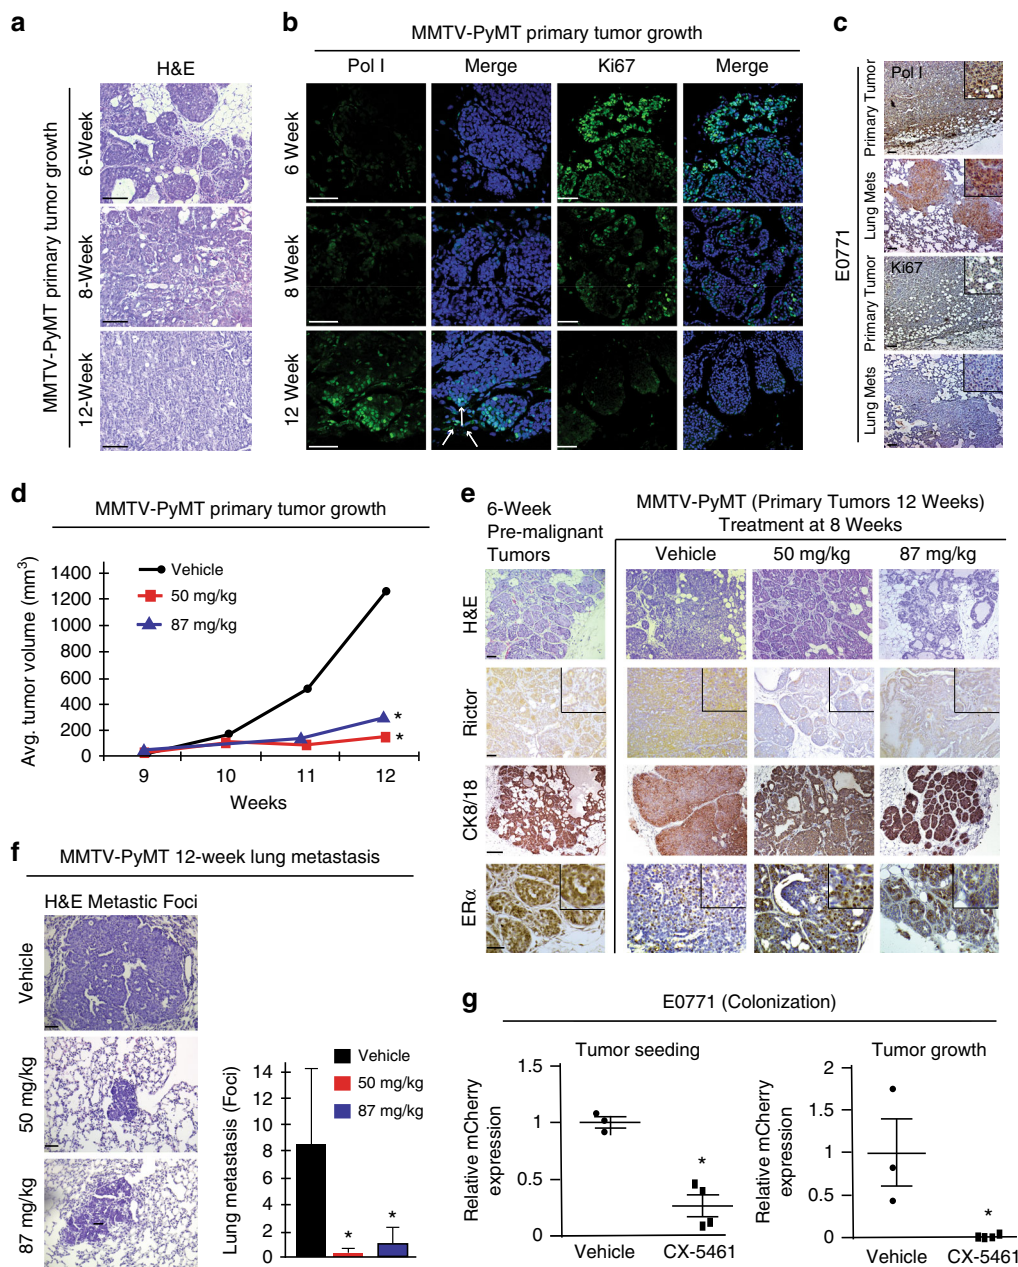 a
H&E
MMTV-PyMT primary tumor growth
6-Week
8-Week
12-Week
b
MMTV-PyMT primary tumor growth
Pol I Merge Ki67 Merge
6 Week
8 Week
12 Week
c
E0771
Pol I
Primary Tumor
Lung Mets
Ki67
Primary Tumor
Lung Mets
d
MMTV-PyMT primary tumor growth
Avg. tumor volume (mm3)
1400
1200
1000
800
600
400
200
0
Vehicle
50 mg/kg
87 mg/kg
*
*
9 10 11 12
Weeks
e
6-Week
Pre-malignant
Tumors
MMTV-PyMT (Primary Tumors 12 Weeks)
Treatment at 8 Weeks
Vehicle 50 mg/kg 87 mg/kg
H&E
Rictor
CK8/18
ERα
f
MMTV-PyMT 12-week lung metastasis
H&E Metastic Foci
Vehicle
50 mg/kg
87 mg/kg
Lung metastasis (Foci)
14
12
10
8
6
4
2
0
Vehicle
50 mg/kg
87 mg/kg
*
*
g
E0771 (Colonization)
Tumor seeding
Relative mCherry
expression
1.5
1
0.5
0
*
Vehicle CX-5461
Tumor growth
Relative mCherry
expression
2
1.5
1
0.5
0
*
Vehicle CX-5461